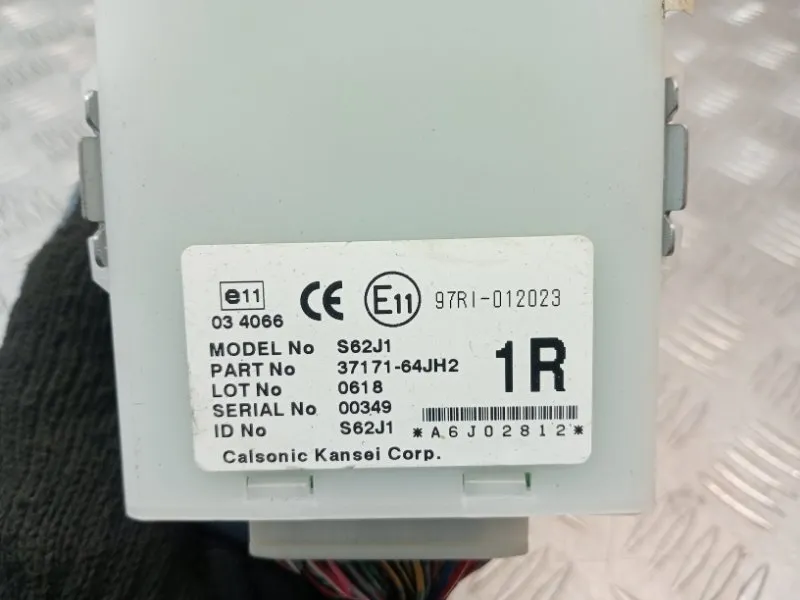 e11 CE E11 97RI-012023
03 4066
MODEL No S62J1
PART No 37171-64JH2
LOT No 0618
SERIAL No 00349
ID No S62J1
1R
*A6J02812*
Calsonic Kansei Corp.